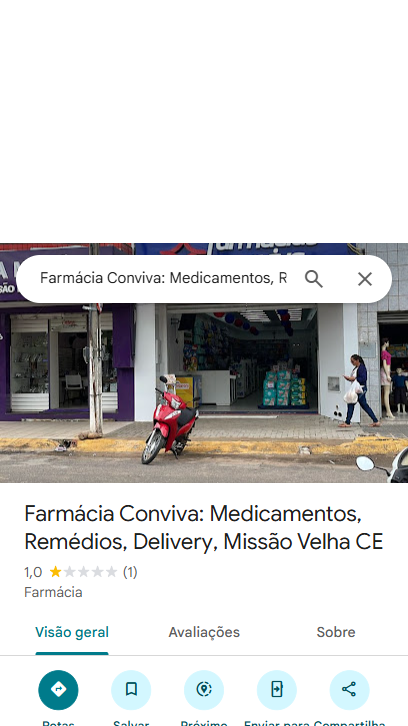 Farmácia Conviva: Medicamentos, R
Farmácia Conviva: Medicamentos,
Remédios, Delivery, Missão Velha CE
1,0 (1)
Farmácia
Visão geral Avaliações Sobre
Rotas Salvar Próximo Enviar para Compartilha